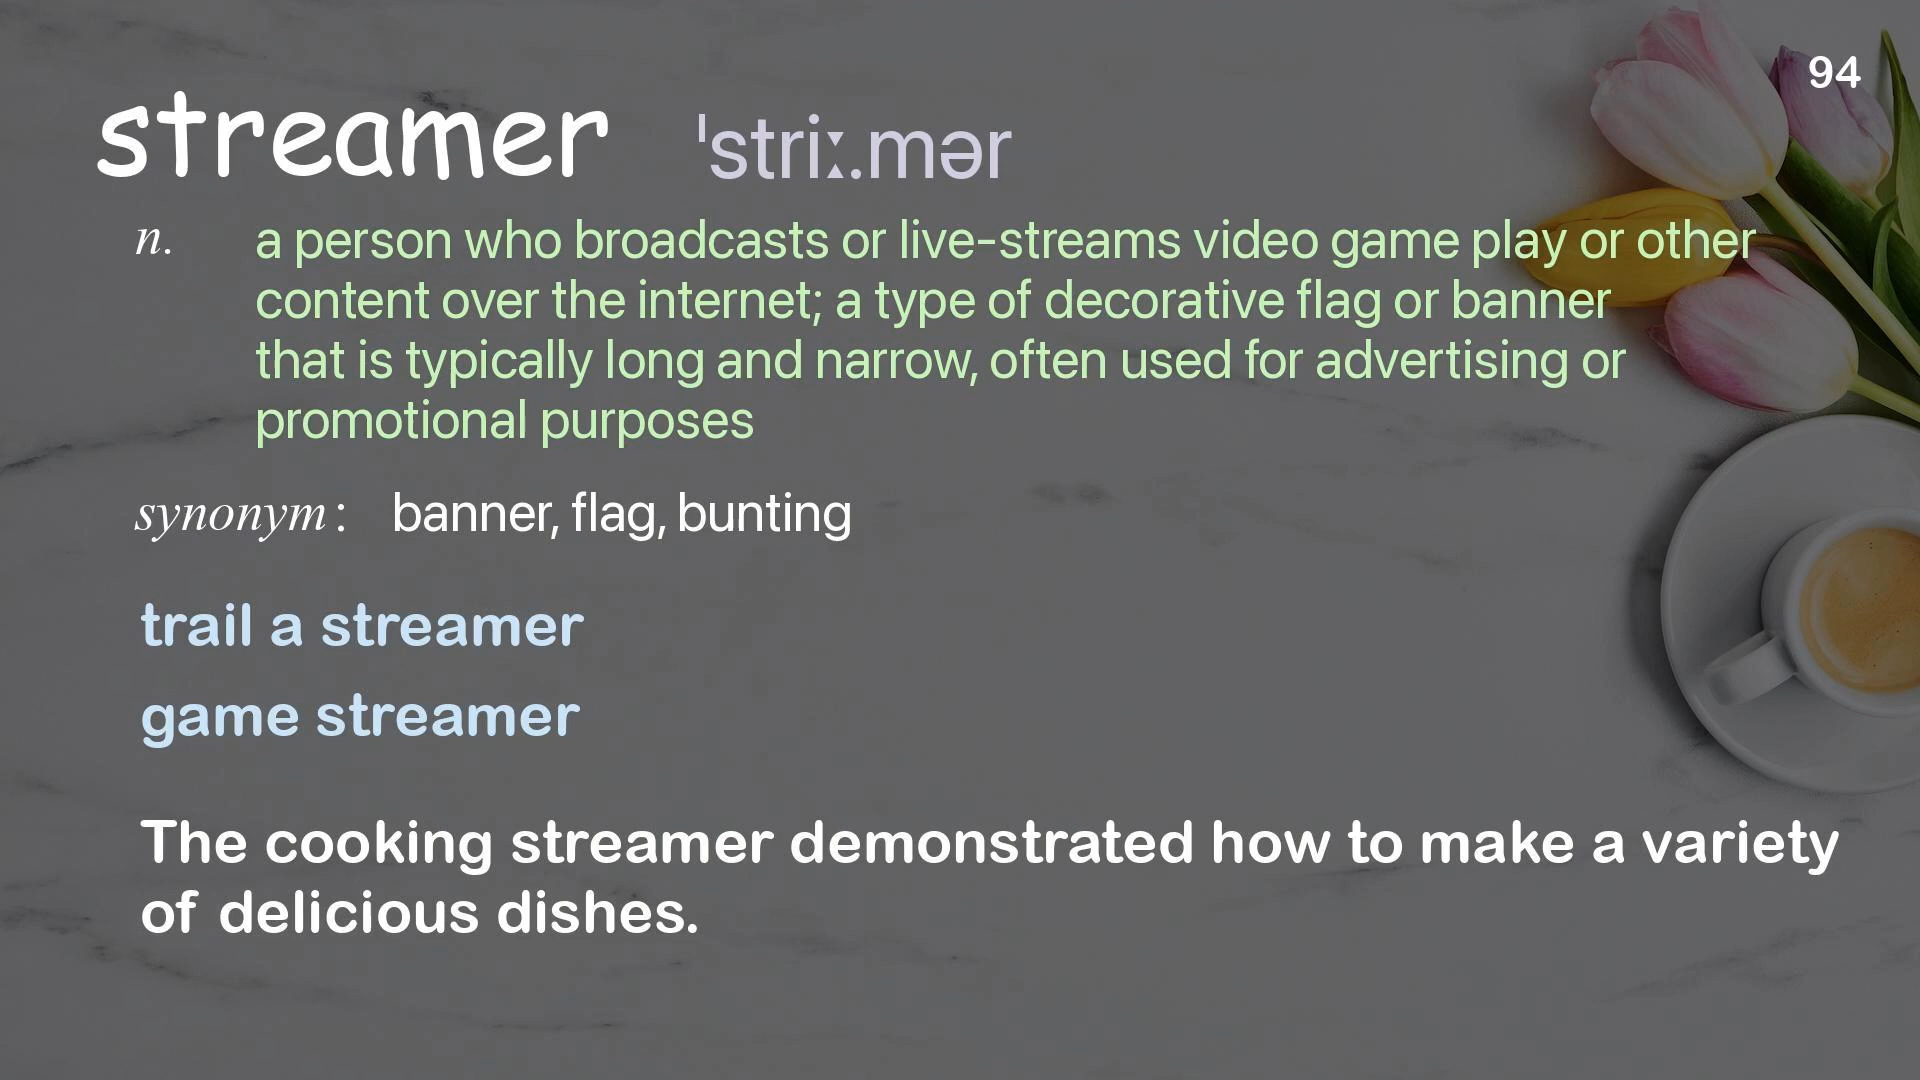 94
streamer ˈstriː.mər
n. a person who broadcasts or live-streams video game play or other
content over the internet; a type of decorative flag or banner
that is typically long and narrow, often used for advertising or
promotional purposes
synonym: banner, flag, bunting
trail a streamer
game streamer
The cooking streamer demonstrated how to make a variety
of delicious dishes.